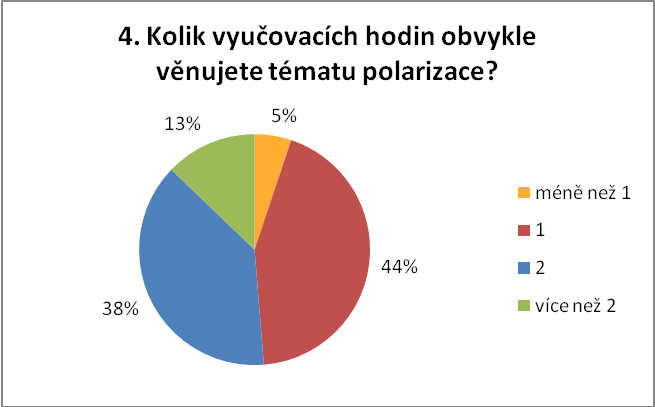 4. Kolik vyučovacích hodin obvykle
věnujete tématu polarizace?
5%
13%
44%
38%
méně než 1
1
2
více než 2